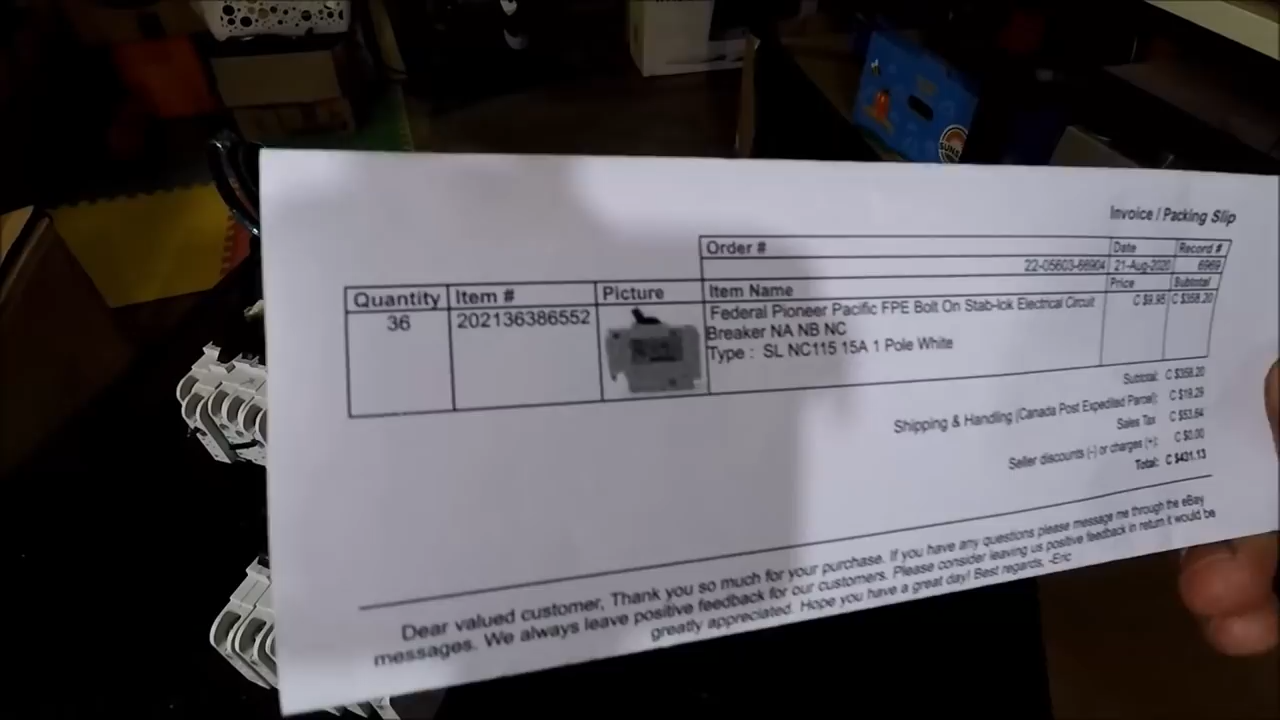 SUN
Invoice / Packing Slip
Order # Date Record #
22-05603-66904 21-Aug-2020 6969
Quantity Item # Picture Item Name Price Subtotal
36 202136386552 Federal Pioneer Pacific FPE Bolt On Stab-lok Electrical Circuit C $9.95 C $358.20
Breaker NA NB NC
Type : SL NC115 15A 1 Pole White
Subtotal: C $358.20
Shipping & Handling (Canada Post Expedited Parcel): C $19.29
Sales Tax C $53.64
Seller discounts (-) or charges (+): C $0.00
Total: C $431.13
Dear valued customer, Thank you so much for your purchase. If you have any questions please message me through the eBay
messages. We always leave positive feedback for our customers. Please consider leaving us positive feedback in return it would be
greatly appreciated. Hope you have a great day! Best regards, -Eric